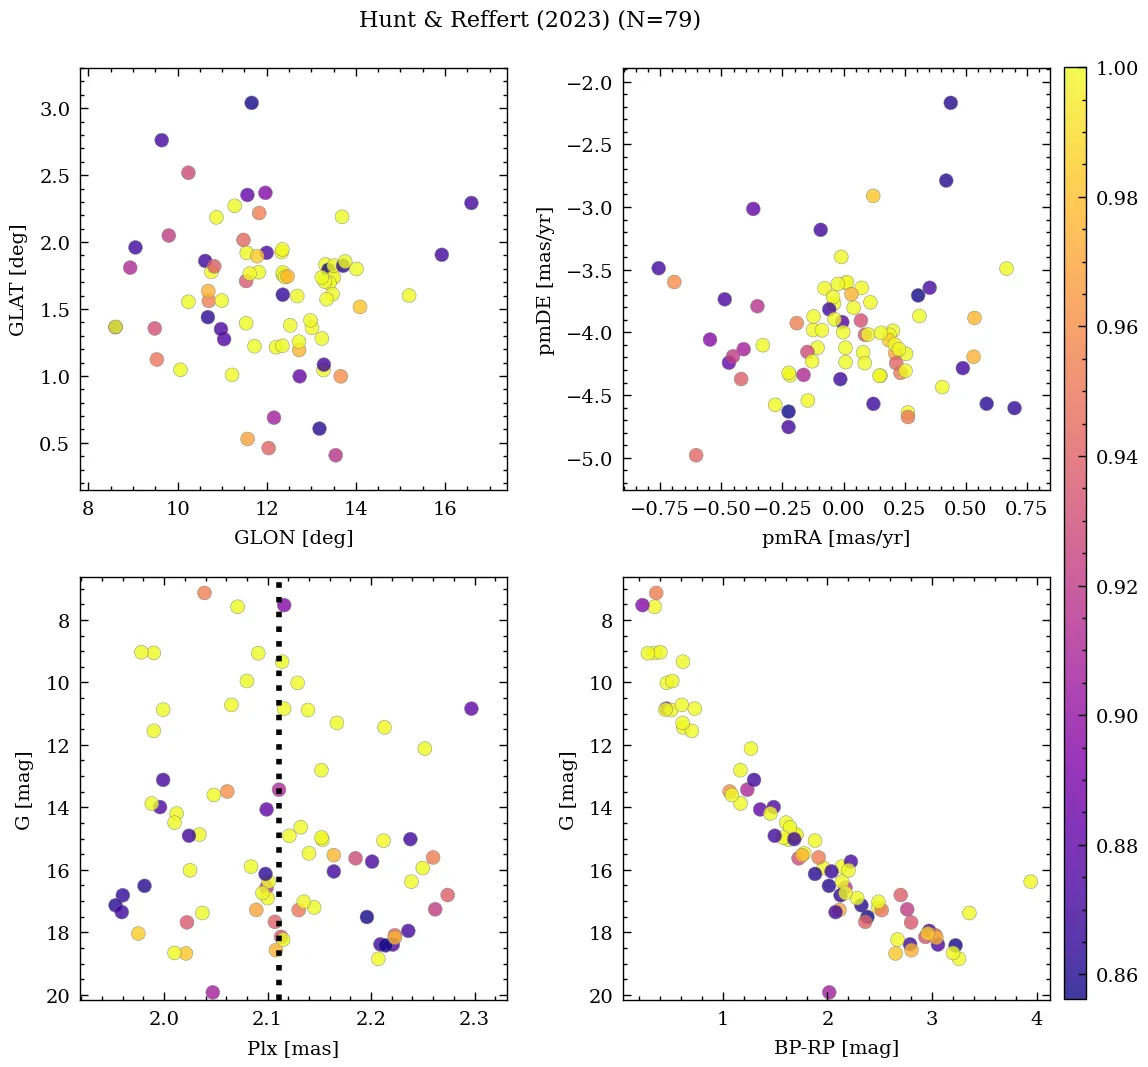 Hunt & Reffert (2023) (N=79)
3.0
2.5
2.0
1.5
1.0
0.5
GLAT [deg]
8 10 12 14 16
GLON [deg]
−2.0
−2.5
−3.0
−3.5
−4.0
−4.5
−5.0
pmDE [mas/yr]
−0.75 −0.50 −0.25 0.00 0.25 0.50 0.75
pmRA [mas/yr]
8
10
12
14
16
18
20
G [mag]
2.0 2.1 2.2 2.3
Plx [mas]
8
10
12
14
16
18
20
G [mag]
1 2 3 4
BP-RP [mag]
1.00
0.98
0.96
0.94
0.92
0.90
0.88
0.86